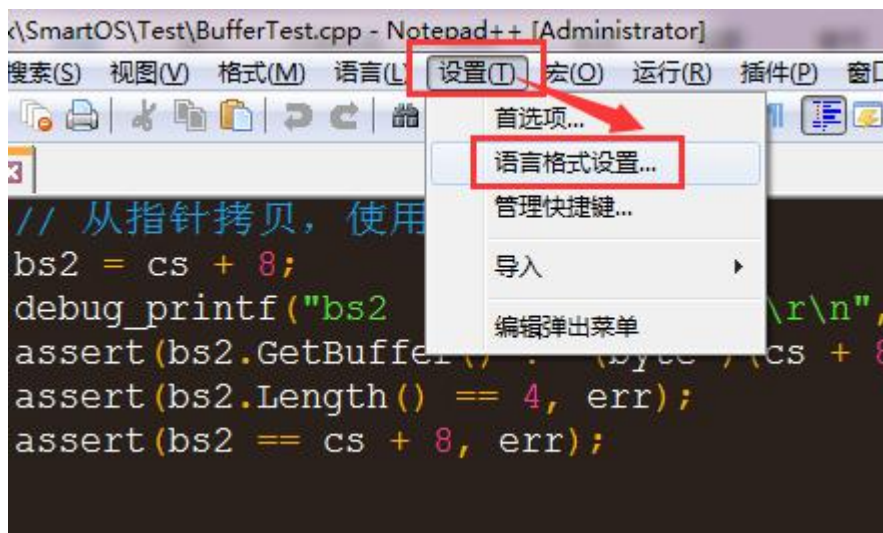 x\SmartOS\Test\BufferTest.cpp - Notepad++ [Administrator]
搜索(S) 视图(V) 格式(M) 语言(L 设置(T) 宏(O) 运行(R) 插件(P) 窗口
首选项...
语言格式设置...
管理快捷键...
导入
编辑弹出菜单
// 从指针拷贝，使用
bs2 = cs + 8;
debug_printf("bs2 \r\n",
assert(bs2.GetBuffer() (byte )(cs + 8
assert(bs2.Length() == 4, err);
assert(bs2 == cs + 8, err);